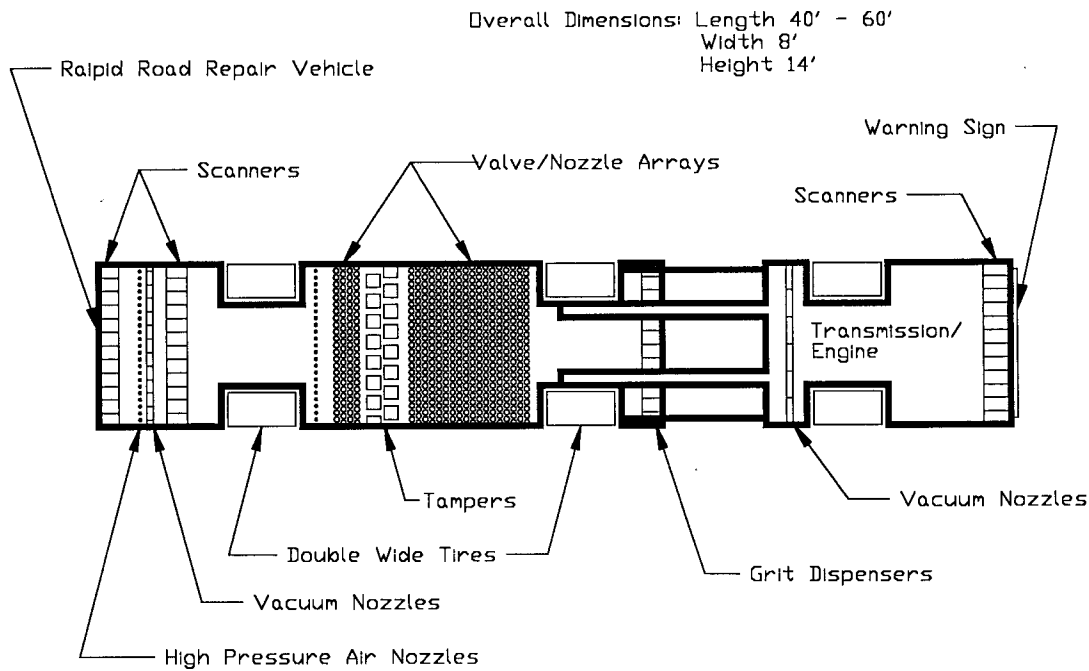 Overall Dimensions: Length 40' - 60'
Width 8'
Height 14'
Raipid Road Repair Vehicle
Warning Sign
Scanners
Valve/Nozzle Arrays
Scanners
Transmission/
Engine
Tampers
Vacuum Nozzles
Double Wide Tires
Grit Dispensers
Vacuum Nozzles
High Pressure Air Nozzles